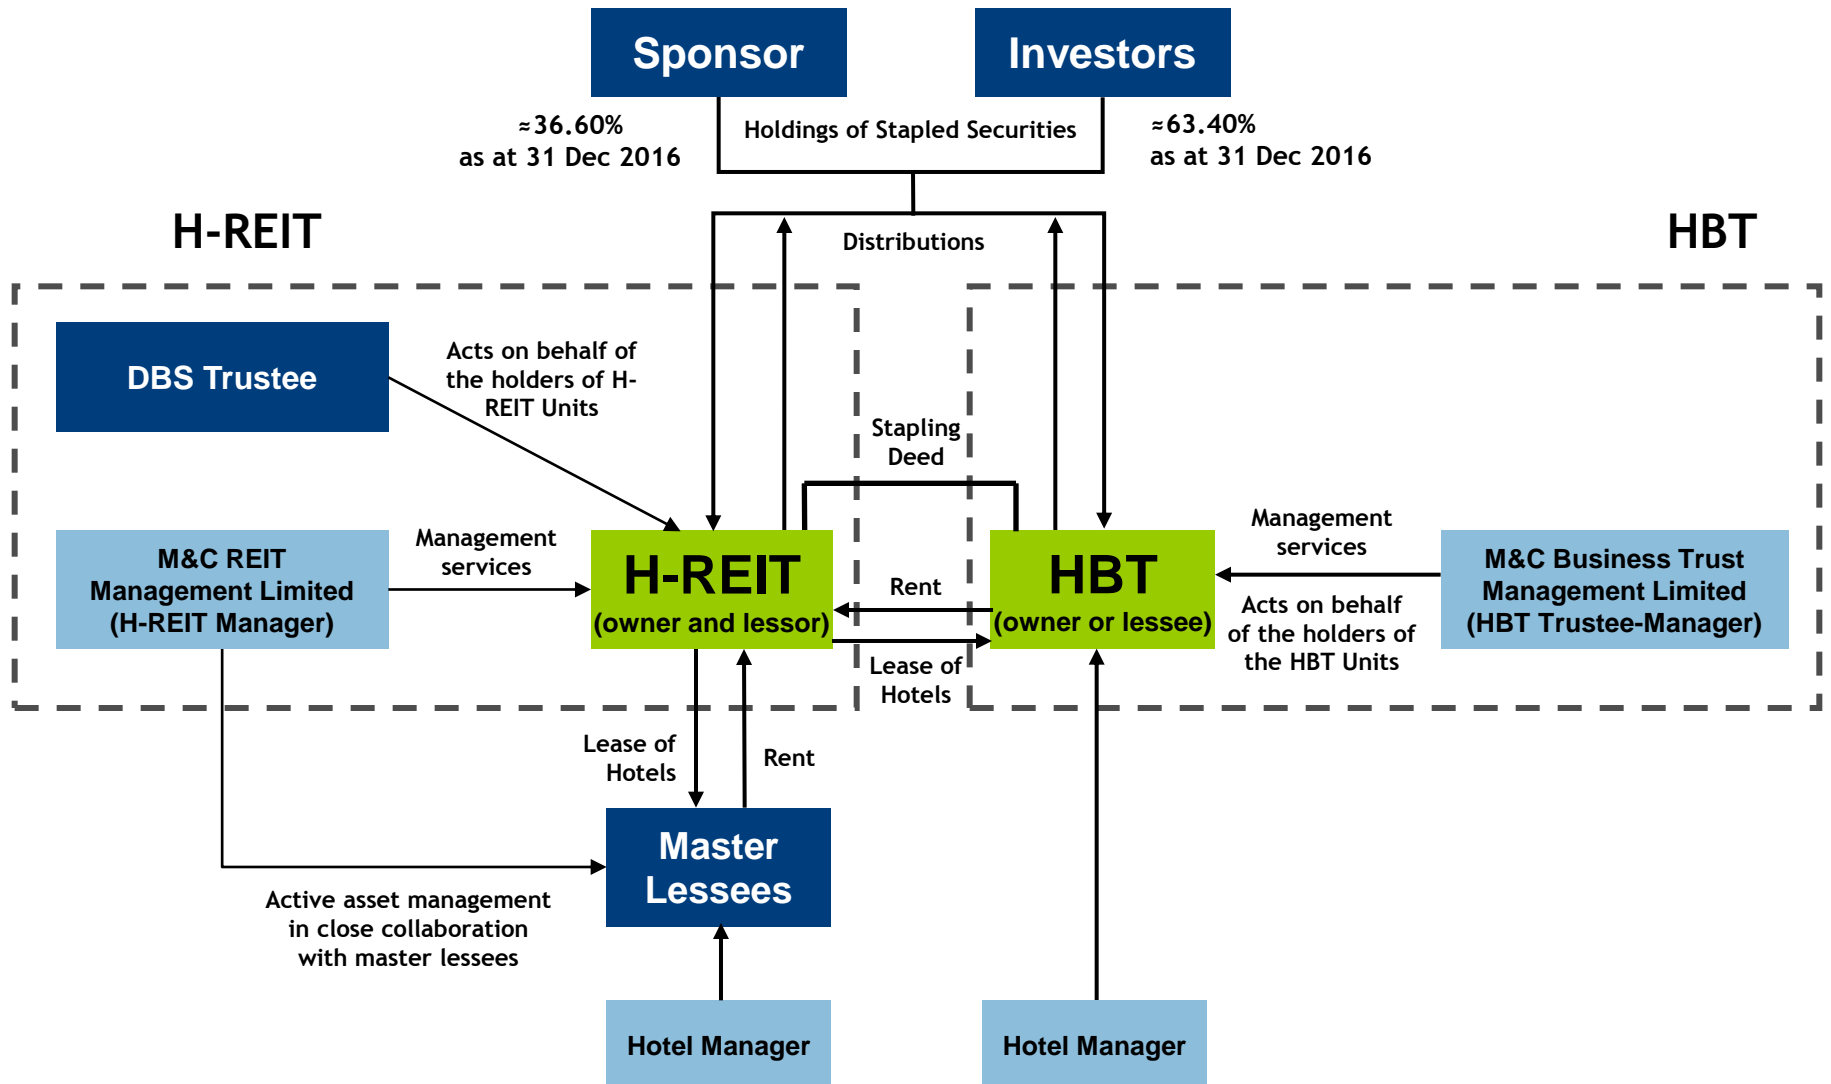 Sponsor
Investors
≈36.60%
as at 31 Dec 2016
Holdings of Stapled Securities
≈63.40%
as at 31 Dec 2016
H-REIT
HBT
Distributions
DBS Trustee
Acts on behalf of
the holders of H-
REIT Units
Stapling
Deed
M&C REIT
Management Limited
(H-REIT Manager)
Management
services
H-REIT
(owner and lessor)
Rent
Lease of
Hotels
HBT
(owner or lessee)
Management
services
Acts on behalf
of the holders of
the HBT Units
M&C Business Trust
Management Limited
(HBT Trustee-Manager)
Lease of
Hotels
Rent
Master
Lessees
Active asset management
in close collaboration
with master lessees
Hotel Manager
Hotel Manager